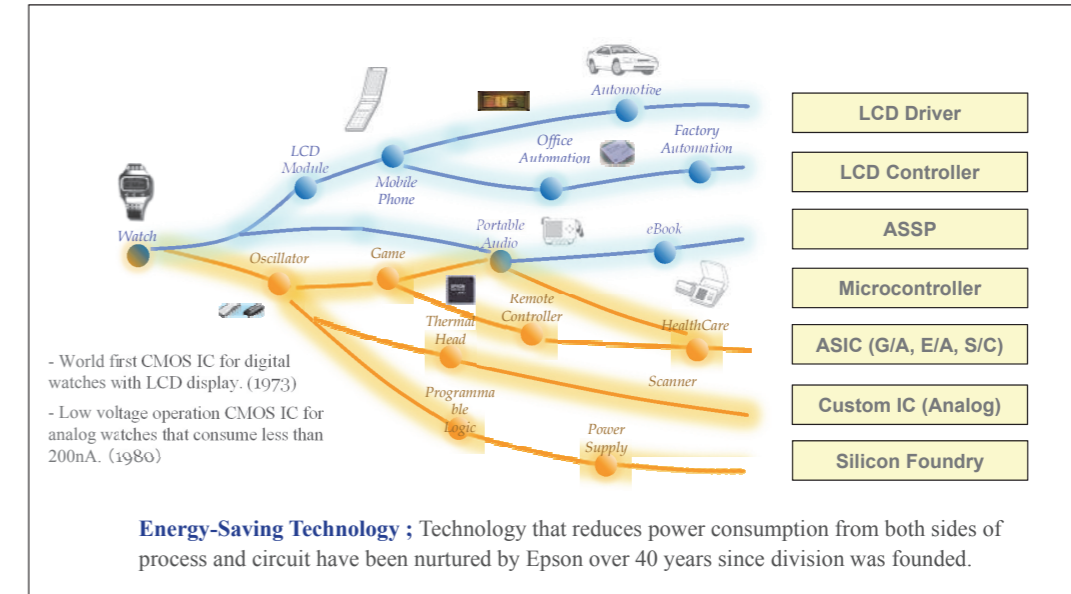 Automotive
LCD
Module
Office
Automation
Factory
Automation
Mobile
Phone
Watch
Portable
Audio
eBook
Oscillator
Game
Remote
Controller
Thermal
Head
HealthCare
Scanner
Programma
ble
Logic
Power
Supply
- World first CMOS IC for digital
watches with LCD display. (1973)
- Low voltage operation CMOS IC for
analog watches that consume less than
200nA. (1980)
LCD Driver
LCD Controller
ASSP
Microcontroller
ASIC (G/A, E/A, S/C)
Custom IC (Analog)
Silicon Foundry
Energy-Saving Technology ; Technology that reduces power consumption from both sides of
process and circuit have been nurtured by Epson over 40 years since division was founded.